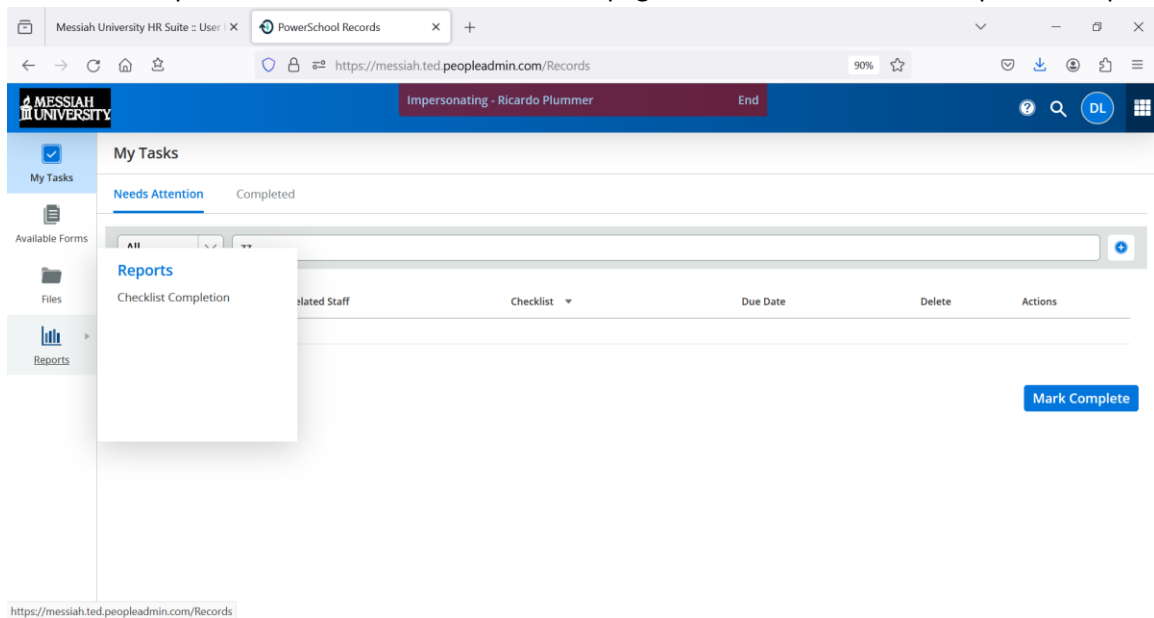 Messiah University HR Suite :: User
PowerSchool Records
https://messiah.ted.peopleadmin.com/Records
90%
MESSIAH
UNIVERSITY
Impersonating - Ricardo Plummer End
DL
My Tasks
My Tasks
Needs Attention Completed
Available Forms
All
Files
Reports
Checklist Completion
elated Staff Checklist Due Date Delete Actions
Reports
Mark Complete
https://messiah.ted.peopleadmin.com/Records